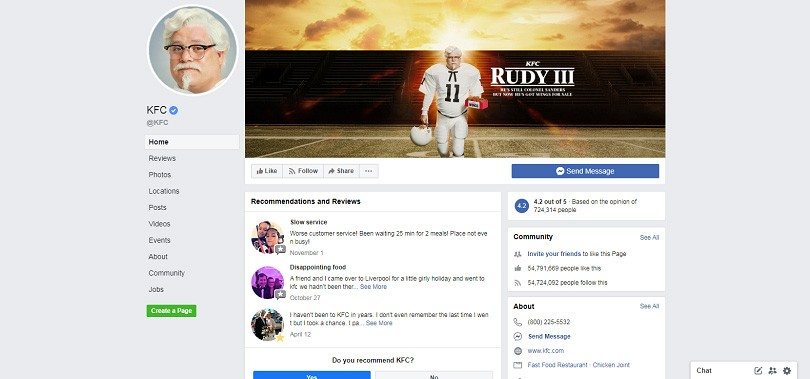 KFC
RUDY III
HE'S STILL COLONEL SANDERS
BUT NOW HE'S GOT WINGS FOR SALE
11
KFC
@KFC
Home
Reviews
Photos
Locations
Posts
Videos
Events
About
Community
Jobs
Create a Page
Like
Follow
Share
Send Message
Recommendations and Reviews
Slow service
Worse customer service! Been waiting 25 min for 2 meals! Place not eve
n busy!
November 1
Disappointing food
A friend and I came over to Liverpool for a little girly holiday and went to
kfc we hadn't been ther... See More
October 27
I haven't been to KFC in years. I don't even remember the last time I wen
t but I took a chance. I pa... See More
April 12
Do you recommend KFC?
Yes
No
4.2
4.2 out of 5 · Based on the opinion of
724,314 people
Community
See All
Invite your friends to like this Page
54,791,669 people like this
54,724,092 people follow this
About
See All
(800) 225-5532
Send Message
www.kfc.com
Fast Food Restaurant · Chicken Joint
Chat